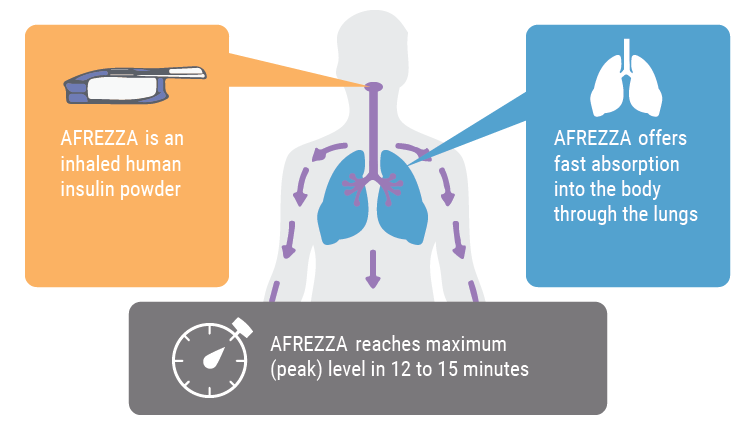 AFREZZA is an
inhaled human
insulin powder
AFREZZA offers
fast absorption
into the body
through the lungs
AFREZZA reaches maximum
(peak) level in 12 to 15 minutes